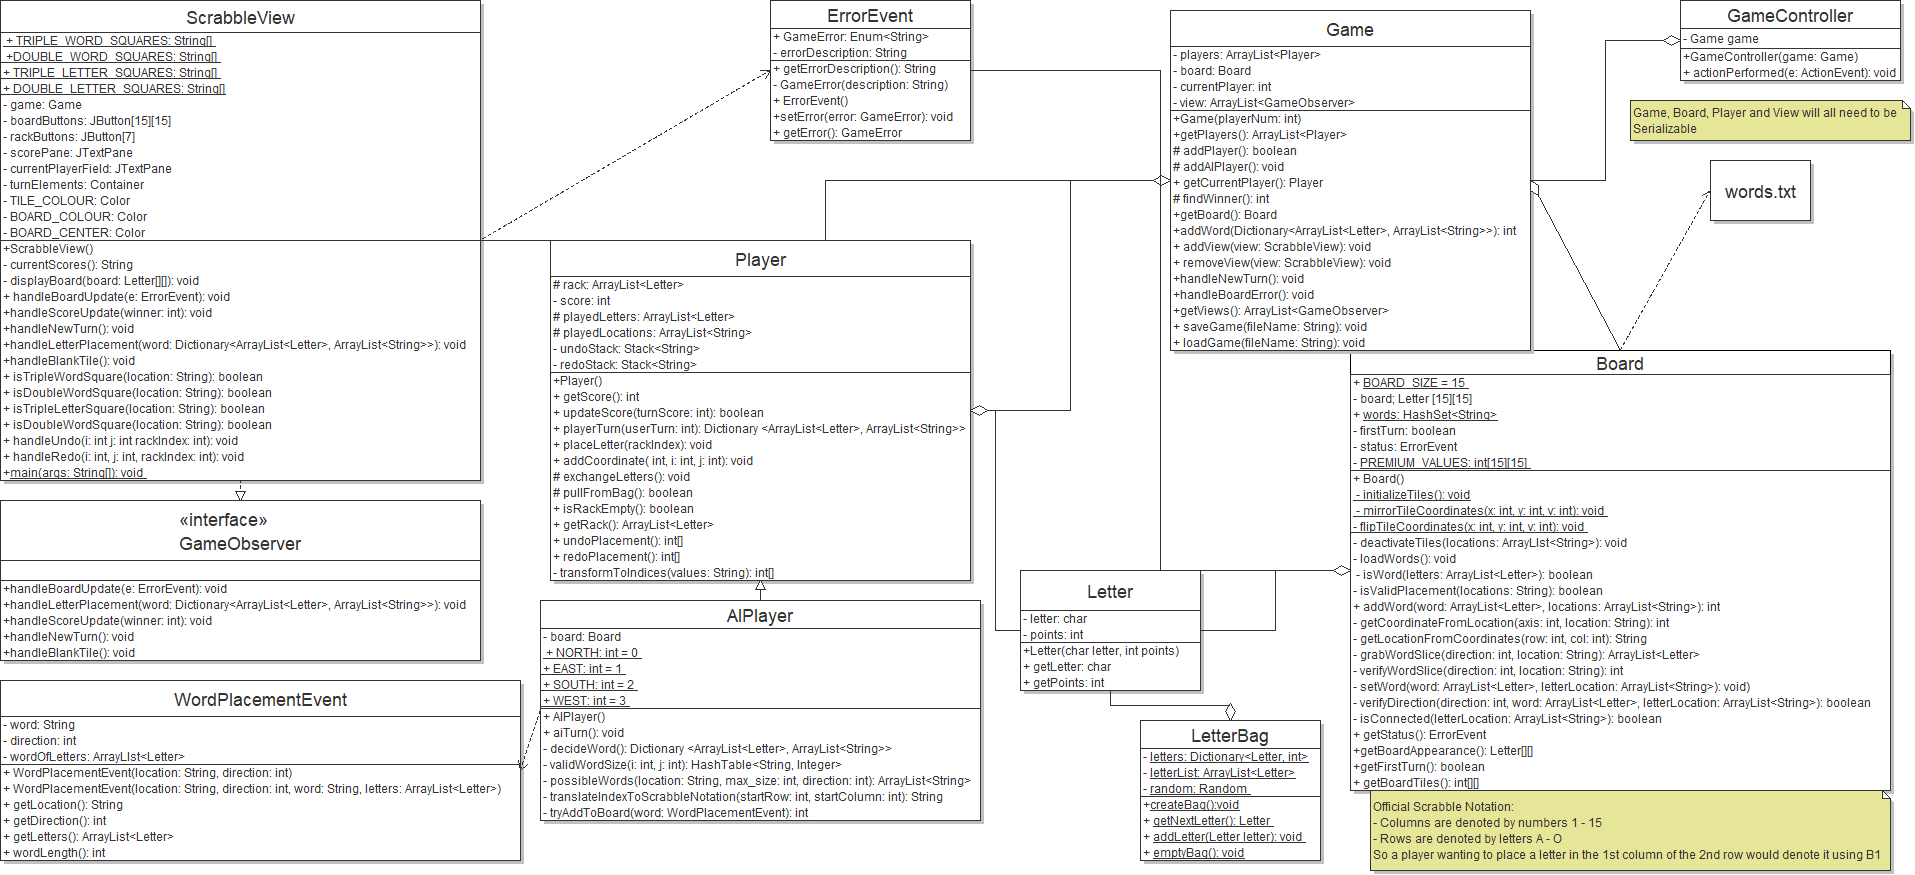 ScrabbleView
+ TRIPLE_WORD_SQUARES: String[]
+DOUBLE_WORD_SQUARES: String[]
+ TRIPLE_LETTER_SQUARES: String[]
+ DOUBLE_LETTER_SQUARES: String[]
- game: Game
- boardButtons: JButton[15][15]
- rackButtons: JButton[7]
- scorePane: JTextPane
- currentPlayerField: JTextPane
- turnElements: Container
- TILE_COLOUR: Color
- BOARD_COLOUR: Color
- BOARD_CENTER: Color
+ScrabbleView()
- currentScores(): String
- displayBoard(board: Letter[][]): void
+ handleBoardUpdate(e: ErrorEvent): void
+ handleScoreUpdate(winner: int): void
+handleNewTurn(): void
+handleLetterPlacement(word: Dictionary<ArrayList<Letter>, ArrayList<String>>): void
+handleBlankTile(): void
+ isTripleWordSquare(location: String): boolean
+ isDoubleWordSquare(location: String): boolean
+ isTripleLetterSquare(location: String): boolean
+ isDoubleWordSquare(location: String): boolean
+ handleUndo(i: int j: int rackIndex: int): void
+ handleRedo(i: int, j: int, rackIndex: int): void
+main(args: String[]): void
«interface»
GameObserver
+handleBoardUpdate(e: ErrorEvent): void
+handleLetterPlacement(word: Dictionary<ArrayList<Letter>, ArrayList<String>>): void
+handleScoreUpdate(winner: int): void
+handleNewTurn(): void
+handleBlankTile(): void
WordPlacementEvent
- word: String
- direction: int
- wordOfLetters: ArrayList<Letter>
+ WordPlacementEvent(location: String, direction: int)
+ WordPlacementEvent(location: String, direction: int, word: String, letters: ArrayList<Letter>)
+ getLocation(): String
+ getDirection(): int
+ getLetters(): ArrayList<Letter>
+ wordLength(): int
ErrorEvent
+ GameError: Enum<String>
- errorDescription: String
+ getErrorDescription(): String
- GameError(description: String)
+ ErrorEvent()
+setError(error: GameError): void
+ getError(): GameError
Player
# rack: ArrayList<Letter>
- score: int
# playedLetters: ArrayList<Letter>
# playedLocations: ArrayList<String>
- undoStack: Stack<String>
- redoStack: Stack<String>
+Player()
+ getScore(): int
+ updateScore(turnScore: int): boolean
+ playerTurn(userTurn: int): Dictionary <ArrayList<Letter>, ArrayList<String>>
+ placeLetter(rackIndex): void
+ addCoordinate( int, i: int, j: int): void
# exchangeLetters(): void
# pullFromBag(): boolean
+ isRackEmpty(): boolean
+ getRack(): ArrayList<Letter>
+ undoPlacement(): int[]
+ redoPlacement(): int[]
- transformToIndices(values: String): int[]
AIPlayer
- board: Board
+ NORTH: int = 0
+ EAST: int = 1
+ SOUTH: int = 2
+ WEST: int = 3
+ AIPlayer()
+ aiTurn(): void
- decideWord(): Dictionary <ArrayList<Letter>, ArrayList<String>>
- validWordSize(i: int, j: int): HashTable<String, Integer>
- possibleWords(location: String, max_size: int, direction: int): ArrayList<String>
- translateIndexToScrabbleNotation(startRow: int, startColumn: int): String
- tryAddToBoard(word: WordPlacementEvent): int
Game
- players: ArrayList<Player>
- board: Board
- currentPlayer: int
- view: ArrayList<GameObserver>
+Game(playerNum: int)
+getPlayers(): ArrayList<Player>
# addPlayer(): boolean
# addAIPlayer(): void
+ getCurrentPlayer(): Player
# findWinner(): int
+getBoard(): Board
+addWord(Dictionary<ArrayList<Letter>, ArrayList<String>>): int
+ addView(view: ScrabbleView): void
+ removeView(view: ScrabbleView): void
+handleNewTurn(): void
+handleBoardError(): void
+getViews(): ArrayList<GameObserver>
+ saveGame(fileName: String): void
+ loadGame(fileName: String): void
GameController
- Game game
+GameController(game: Game)
+ actionPerformed(e: ActionEvent): void
Game, Board, Player and View will all need to be
Serializable
words.txt
Board
+ BOARD_SIZE = 15
- board; Letter [15][15]
+ words: HashSet<String>
- firstTurn: boolean
- status: ErrorEvent
- PREMIUM_VALUES: int[15][15]
+ Board()
- initializeTiles(): void
- mirrorTileCoordinates(x: int, y: int, v: int): void
- flipTileCoordinates(x: int, y: int, v: int): void
- deactivateTiles(locations: ArrayList<String>): void
- loadWords(): void
- isWord(letters: ArrayList<Letter>): boolean
- isValidPlacement(locations: String): boolean
+ addWord(word: ArrayList<Letter>, locations: ArrayList<String>): int
- getCoordinateFromLocation(axis: int, location: String): int
- getLocationFromCoordinates(row: int, col: int): String
- grabWordSlice(direction: int, location: String): ArrayList<Letter>
- verifyWordSlice(direction: int, location: String): int
- setWord(word: ArrayList<Letter>, letterLocation: ArrayList<String>): void)
- verifyDirection(direction: int, word: ArrayList<Letter>, letterLocation: ArrayList<String>): boolean
- isConnected(letterLocation: ArrayList<String>): boolean
+ getStatus(): ErrorEvent
+getBoardAppearance(): Letter[][]
+getFirstTurn(): boolean
+ getBoardTiles(): int[][]
Letter
- letter: char
- points: int
+Letter(char letter, int points)
+ getLetter: char
+ getPoints: int
LetterBag
- letters: Dictionary<Letter, int>
- letterList: ArrayList<Letter>
- random: Random
+createBag():void
+ getNextLetter(): Letter
+ addLetter(Letter letter): void
+ emptyBag(): void
Official Scrabble Notation:
- Columns are denoted by numbers 1 - 15
- Rows are denoted by letters A - O
So a player wanting to place a letter in the 1st column of the 2nd row would denote it using B1